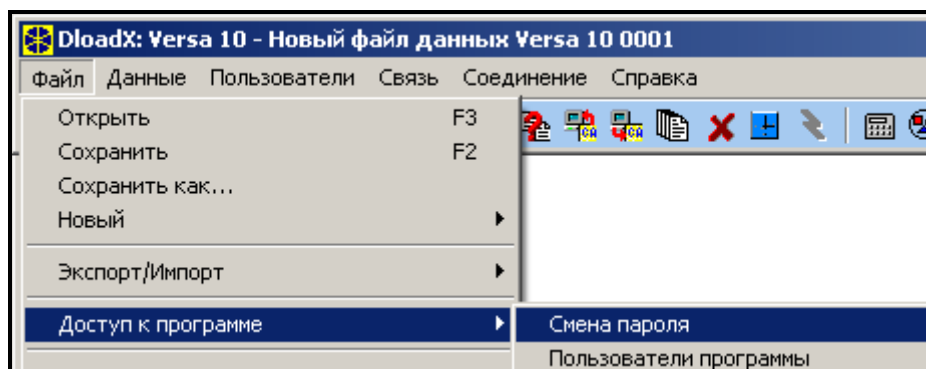 DloadX: Versa 10 - Новый файл данных Versa 10 0001
Файл Данные Пользователи Связь Соединение Справка
Открыть F3
Сохранить F2
Сохранить как...
Новый
Экспорт/Импорт
Доступ к программе Смена пароля
Пользователи программы